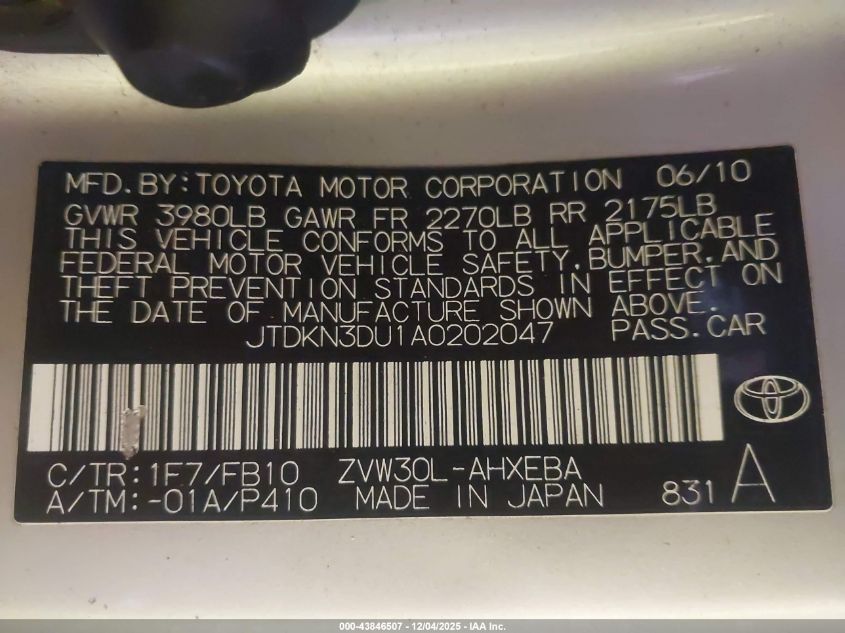 MFD. BY: TOYOTA MOTOR CORPORATION 06/10
GVWR 3980LB GAWR FR 2270LB RR 2175LB
THIS VEHICLE CONFORMS TO ALL APPLICABLE
FEDERAL MOTOR VEHICLE SAFETY, BUMPER, AND
THEFT PREVENTION STANDARDS IN EFFECT ON
THE DATE OF MANUFACTURE SHOWN ABOVE.
JTDKN3DU1A0202047 PASS. CAR
C/TR: 1F7/FB10 ZVW30L-AHXEBA
A/TM: -01A/P410 MADE IN JAPAN 831 A
000-43846507 - 12/04/2025 - IAA Inc.